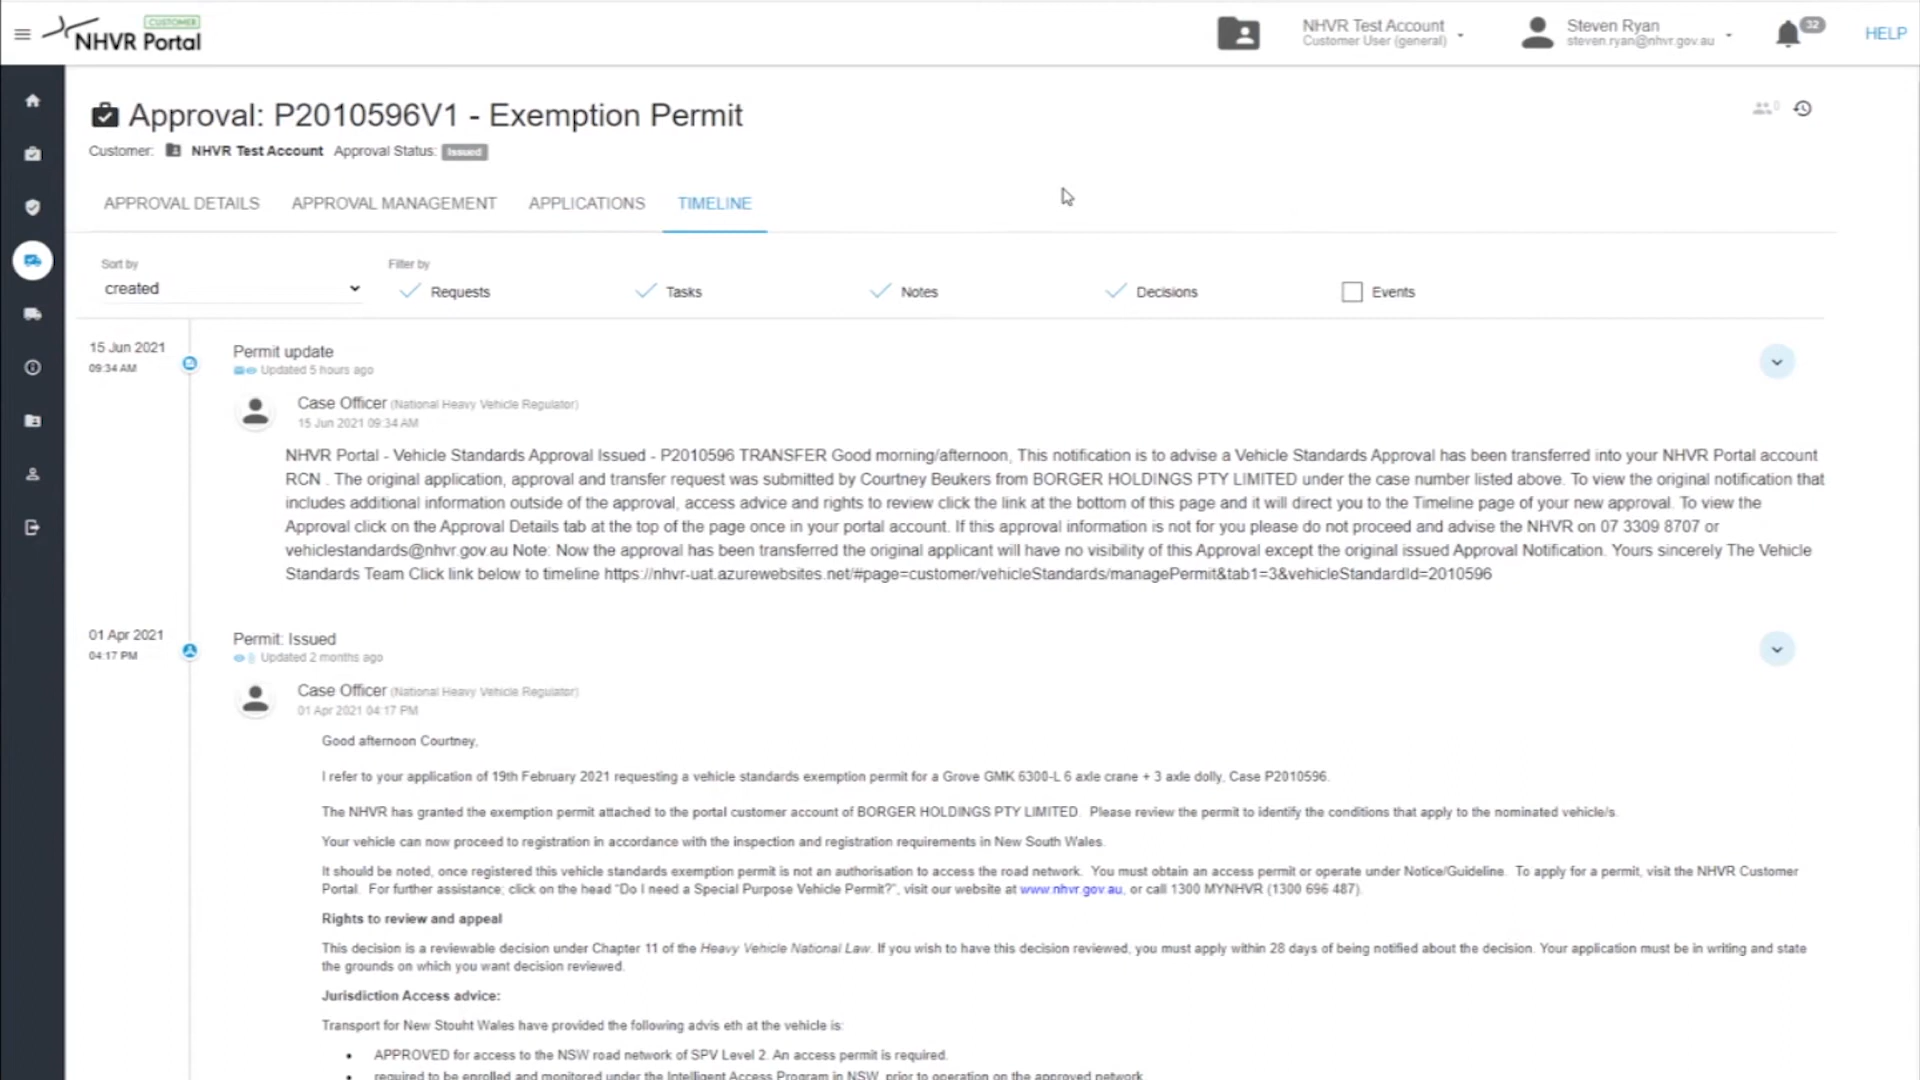 CUSTOMER
NHVR Portal
NHVR Test Account
Customer User (general)
Steven Ryan
steven.ryan@nhvr.gov.au
32
HELP
Approval: P2010596V1 - Exemption Permit
0
Customer: NHVR Test Account Approval Status: Issued
APPROVAL DETAILS APPROVAL MANAGEMENT APPLICATIONS TIMELINE
Sort by
Filter by
created
Requests Tasks Notes Decisions Events
15 Jun 2021
09:34 AM
Permit update
Updated 5 hours ago
Case Officer (National Heavy Vehicle Regulator)
15 Jun 2021 09:34 AM
NHVR Portal - Vehicle Standards Approval Issued - P2010596 TRANSFER Good morning/afternoon, This notification is to advise a Vehicle Standards Approval has been transferred into your NHVR Portal account
RCN . The original application, approval and transfer request was submitted by Courtney Beukers from BORGER HOLDINGS PTY LIMITED under the case number listed above. To view the original notification that
includes additional information outside of the approval, access advice and rights to review click the link at the bottom of this page and it will direct you to the Timeline page of your new approval. To view the
Approval click on the Approval Details tab at the top of the page once in your portal account. If this approval information is not for you please do not proceed and advise the NHVR on 07 3309 8707 or
vehiclestandards@nhvr.gov.au Note: Now the approval has been transferred the original applicant will have no visibility of this Approval except the original issued Approval Notification. Yours sincerely The Vehicle
Standards Team Click link below to timeline https://nhvr-uat.azurewebsites.net/#page=customer/vehicleStandards/managePermit&tab1=3&vehicleStandardId=2010596
01 Apr 2021
04:17 PM
Permit: Issued
Updated 2 months ago
Case Officer (National Heavy Vehicle Regulator)
01 Apr 2021 04:17 PM
Good afternoon Courtney,
I refer to your application of 19th February 2021 requesting a vehicle standards exemption permit for a Grove GMK 6300-L 6 axle crane + 3 axle dolly, Case P2010596.
The NHVR has granted the exemption permit attached to the portal customer account of BORGER HOLDINGS PTY LIMITED. Please review the permit to identify the conditions that apply to the nominated vehicle/s.
Your vehicle can now proceed to registration in accordance with the inspection and registration requirements in New South Wales.
It should be noted, once registered this vehicle standards exemption permit is not an authorisation to access the road network. You must obtain an access permit or operate under Notice/Guideline. To apply for a permit, visit the NHVR Customer
Portal. For further assistance; click on the head "Do I need a Special Purpose Vehicle Permit?", visit our website at www.nhvr.gov.au, or call 1300 MYNHVR (1300 696 487).
Rights to review and appeal
This decision is a reviewable decision under Chapter 11 of the Heavy Vehicle National Law. If you wish to have this decision reviewed, you must apply within 28 days of being notified about the decision. Your application must be in writing and state
the grounds on which you want decision reviewed.
Jurisdiction Access advice:
Transport for New Stouht Wales have provided the following advis eth at the vehicle is:
• APPROVED for access to the NSW road network of SPV Level 2. An access permit is required.
• required to be enrolled and monitored under the Intelligent Access Program in NSW, prior to operation on the approved network